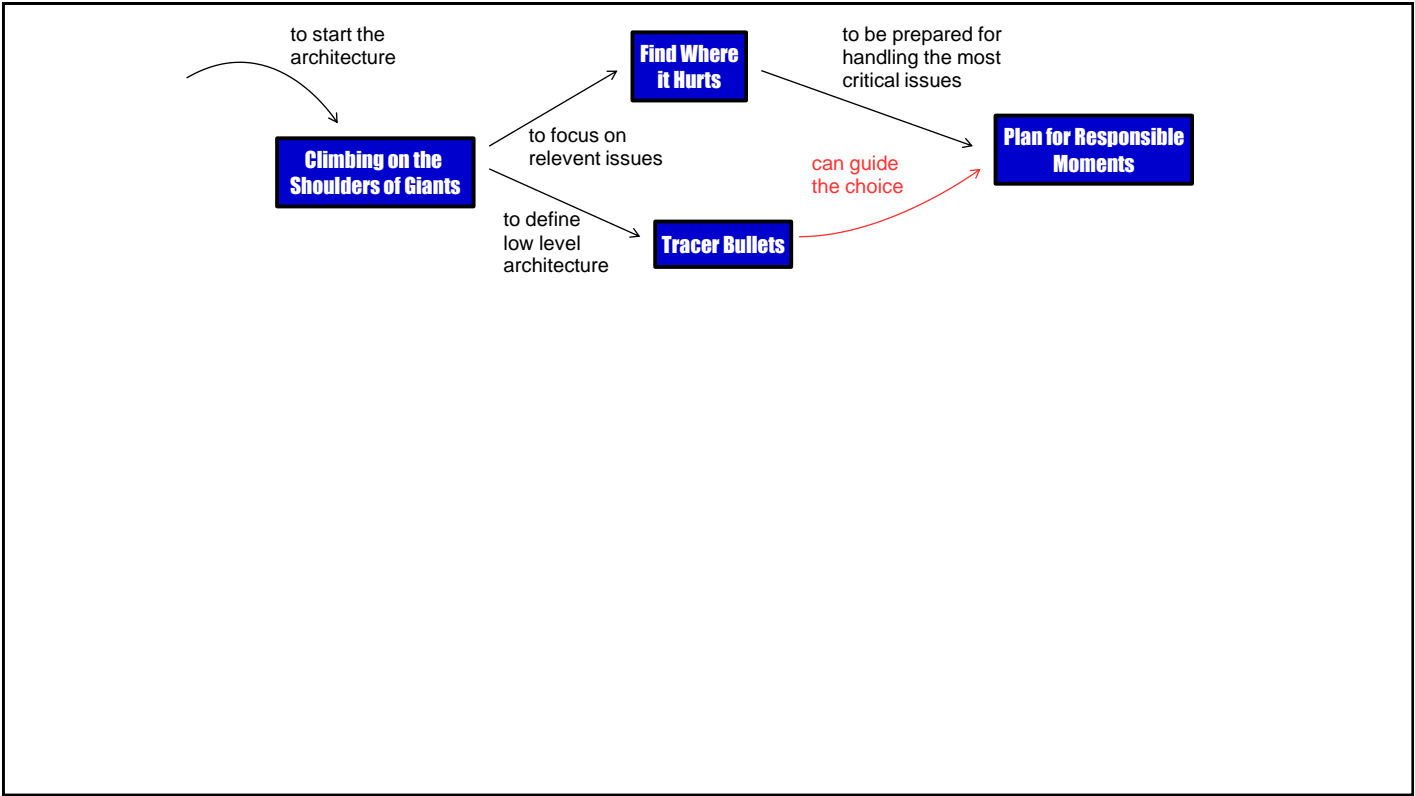 to start the
architecture
Climbing on the
Shoulders of Giants
to focus on
relevent issues
Find Where
it Hurts
to be prepared for
handling the most
critical issues
to define
low level
architecture
Tracer Bullets
can guide
the choice
Plan for Responsible
Moments